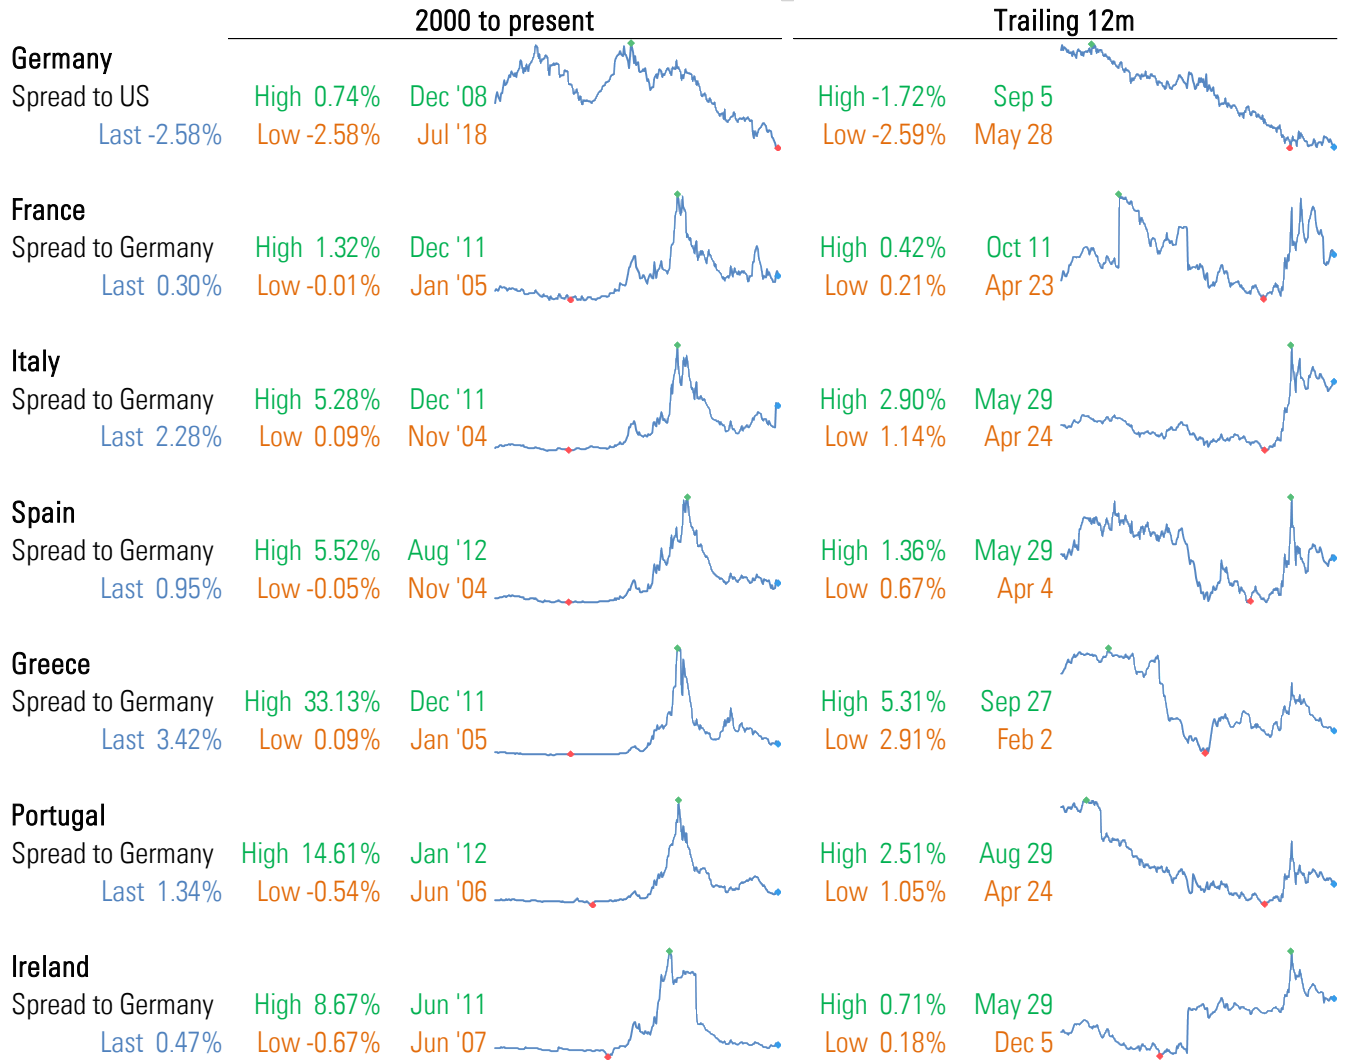 2000 to present Trailing 12m
Germany
Spread to US High 0.74% Dec '08 High -1.72% Sep 5
Last -2.58% Low -2.58% Jul '18 Low -2.59% May 28
France
Spread to Germany High 1.32% Dec '11 High 0.42% Oct 11
Last 0.30% Low -0.01% Jan '05 Low 0.21% Apr 23
Italy
Spread to Germany High 5.28% Dec '11 High 2.90% May 29
Last 2.28% Low 0.09% Nov '04 Low 1.14% Apr 24
Spain
Spread to Germany High 5.52% Aug '12 High 1.36% May 29
Last 0.95% Low -0.05% Nov '04 Low 0.67% Apr 4
Greece
Spread to Germany High 33.13% Dec '11 High 5.31% Sep 27
Last 3.42% Low 0.09% Jan '05 Low 2.91% Feb 2
Portugal
Spread to Germany High 14.61% Jan '12 High 2.51% Aug 29
Last 1.34% Low -0.54% Jun '06 Low 1.05% Apr 24
Ireland
Spread to Germany High 8.67% Jun '11 High 0.71% May 29
Last 0.47% Low -0.67% Jun '07 Low 0.18% Dec 5